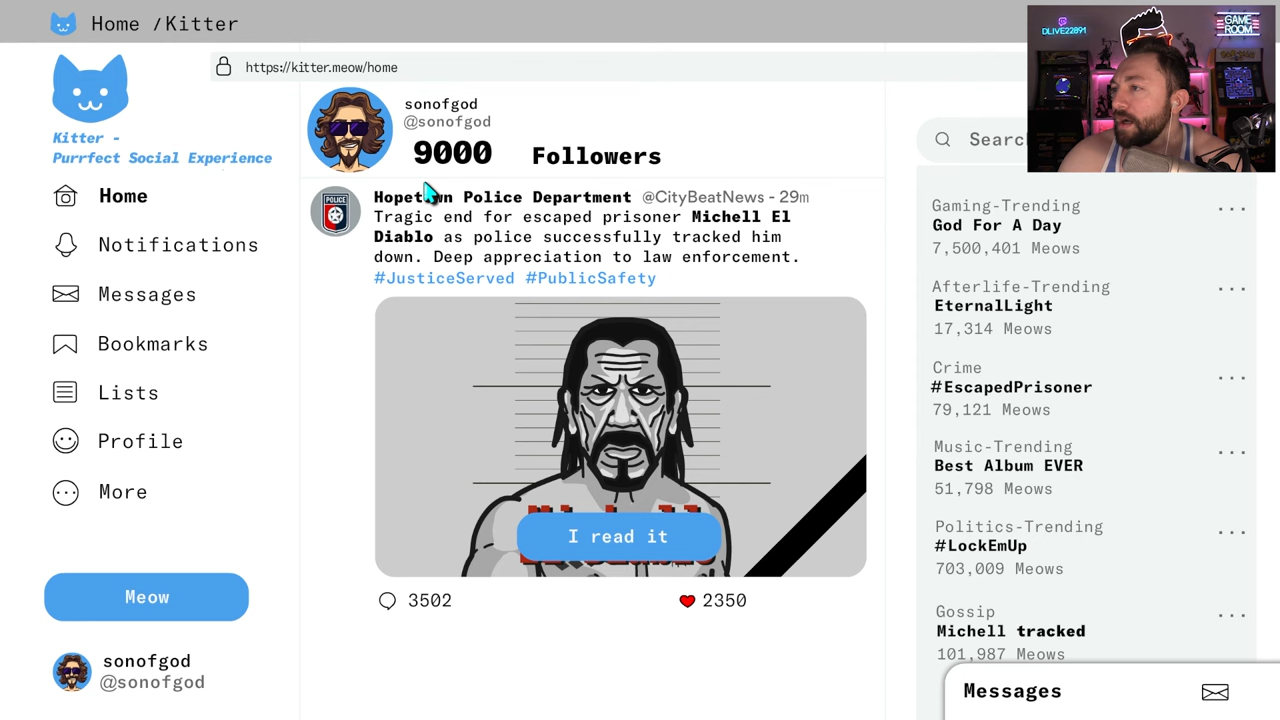 Home /Kitter
https://kitter.meow/home
Kitter -
Purrfect Social Experience
Home
Notifications
Messages
Bookmarks
Lists
Profile
More
Meow
sonofgod
@sonofgod
sonofgod
@sonofgod
9000 Followers
Hopetown Police Department @CityBeatNews - 29m
Tragic end for escaped prisoner Michell El
Diablo as police successfully tracked him
down. Deep appreciation to law enforcement.
#JusticeServed #PublicSafety
POLICE
I read it
3502
2350
DLIVE22891
GAME
ROOM
Gaming-Trending
God For A Day
7,500,401 Meows
Afterlife-Trending
EternalLight
17,314 Meows
Crime
#EscapedPrisoner
79,121 Meows
Music-Trending
Best Album EVER
51,798 Meows
Politics-Trending
#LockEmUp
703,009 Meows
Gossip
Michell tracked
101,987 Meows
Messages